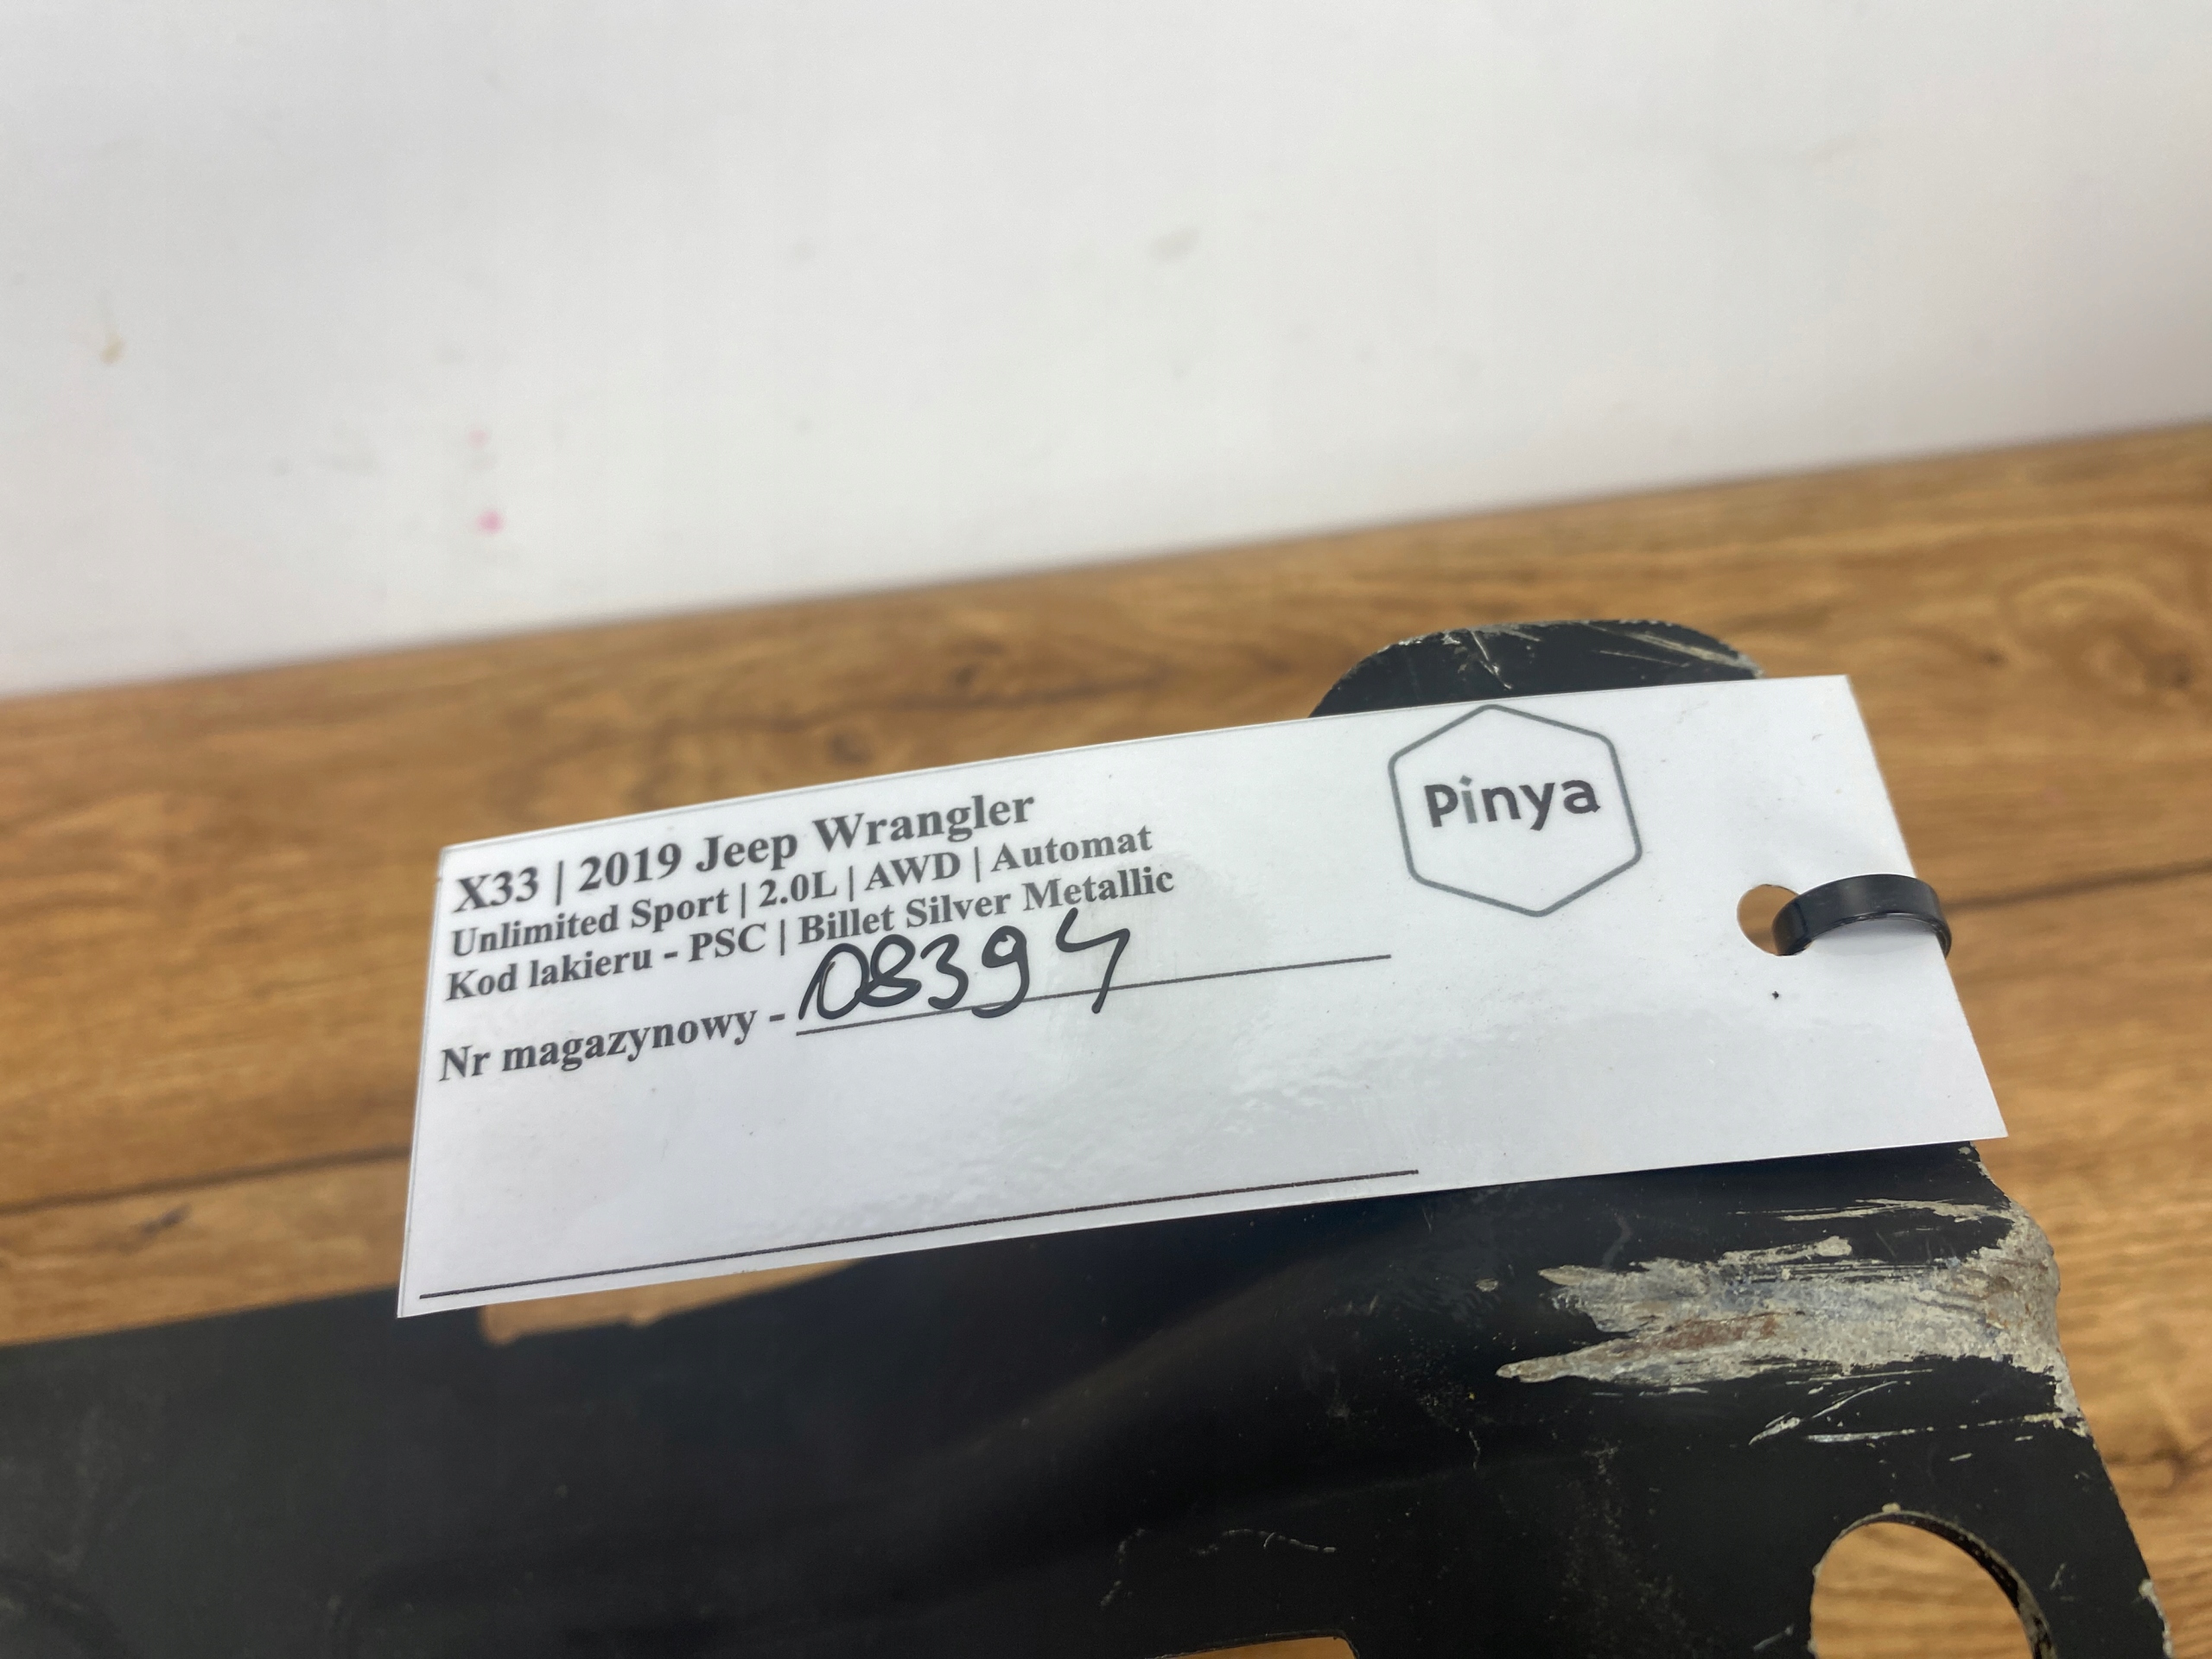 X33 | 2019 Jeep Wrangler
Unlimited Sport | 2.0L | AWD | Automat
Kod lakieru - PSC | Billet Silver Metallic
Nr magazynowy - 08394
Pinya